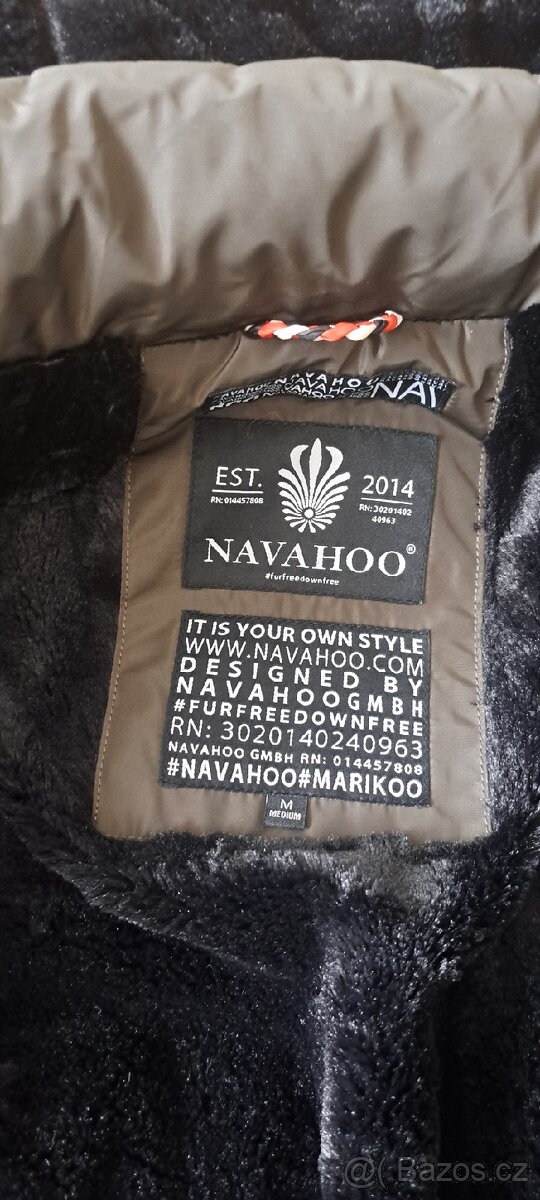 NAVAHOO
NAVAHOO NAI
EST. 2014
RN: 014457808 RN: 30201402
40963
NAVAHOO®
#furfreedownfree
IT IS YOUR OWN STYLE
WWW.NAVAHOO.COM
DESIGNED BY
NAVAHOOGMBH
#FURFREEDOWNFREE
RN: 3020140240963
NAVAHOO GMBH RN: 014457808
#NAVAHOO#MARIKOO
M
MEDIUM
Bazos.cz